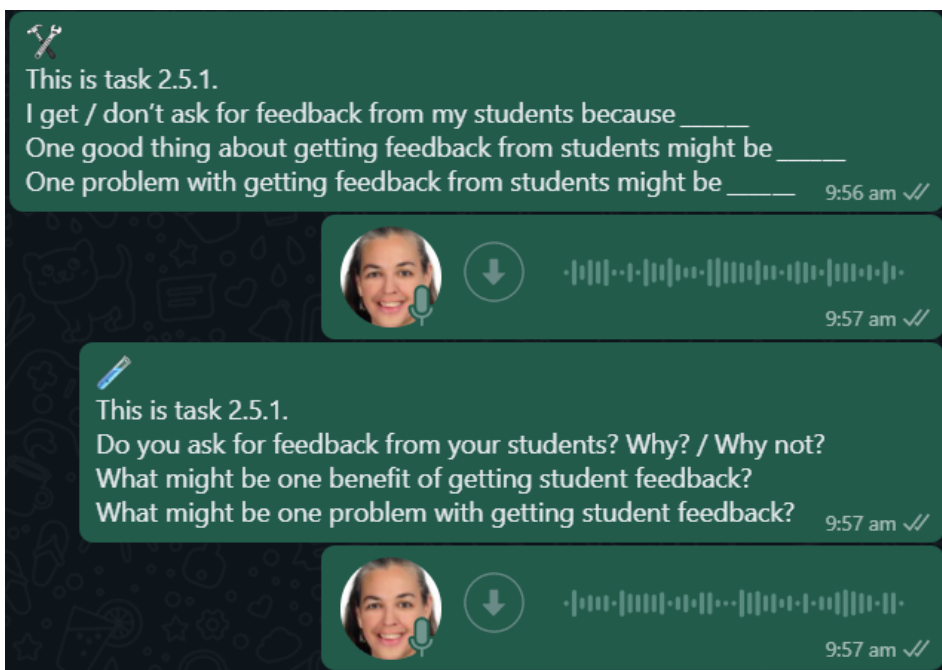 This is task 2.5.1.
I get / don't ask for feedback from my students because _____
One good thing about getting feedback from students might be _____
One problem with getting feedback from students might be _____
9:56 am
9:57 am
This is task 2.5.1.
Do you ask for feedback from your students? Why? / Why not?
What might be one benefit of getting student feedback?
What might be one problem with getting student feedback?
9:57 am
9:57 am